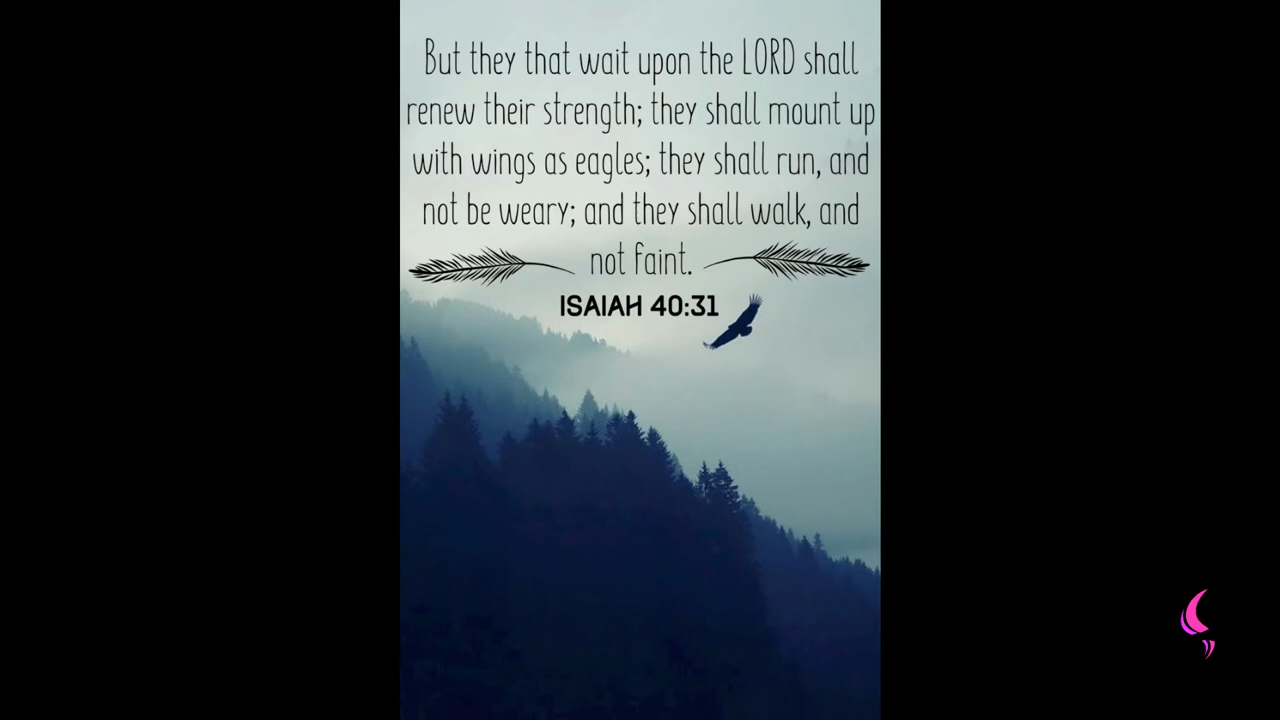 But they that wait upon the LORD shall
renew their strength; they shall mount up
with wings as eagles; they shall run, and
not be weary; and they shall walk, and
not faint.
ISAIAH 40:31